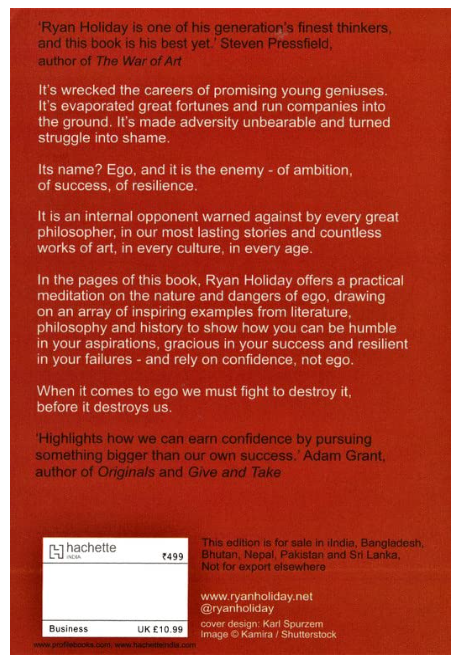 'Ryan Holiday is one of his generation's finest thinkers,
and this book is his best yet.' Steven Pressfield,
author of The War of Art
It's wrecked the careers of promising young geniuses.
It's evaporated great fortunes and run companies into
the ground. It's made adversity unbearable and turned
struggle into shame.
Its name? Ego, and it is the enemy - of ambition,
of success, of resilience.
It is an internal opponent warned against by every great
philosopher, in our most lasting stories and countless
works of art, in every culture, in every age.
In the pages of this book, Ryan Holiday offers a practical
meditation on the nature and dangers of ego, drawing
on an array of inspiring examples from literature,
philosophy and history to show how you can be humble
in your aspirations, gracious in your success and resilient
in your failures - and rely on confidence, not ego.
When it comes to ego we must fight to destroy it,
before it destroys us.
'Highlights how we can earn confidence by pursuing
something bigger than our own success.' Adam Grant,
author of Originals and Give and Take
hachette
INDIA
₹499
Business UK £10.99
www.profilebooks.com; www.hachetteindia.com
This edition is for sale in iIndia, Bangladesh,
Bhutan, Nepal, Pakistan and Sri Lanka,
Not for export elsewhere
www.ryanholiday.net
@ryanholiday
cover design: Karl Spurzem
Image © Kamira / Shutterstock